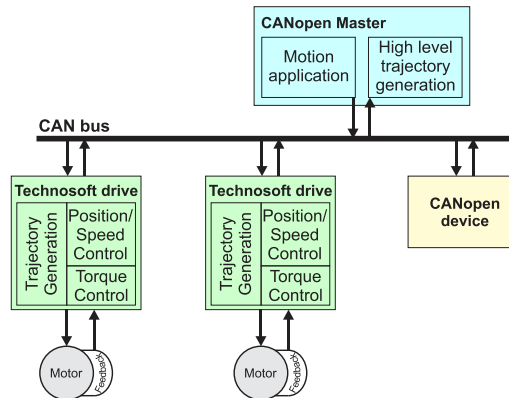 CANopen Master
Motion
application
High level
trajectory
generation
CAN bus
Technosoft drive
Trajectory
Generation
Position/
Speed
Control
Torque
Control
Motor
Feedback
Technosoft drive
Trajectory
Generation
Position/
Speed
Control
Torque
Control
Motor
Feedback
CANopen
device